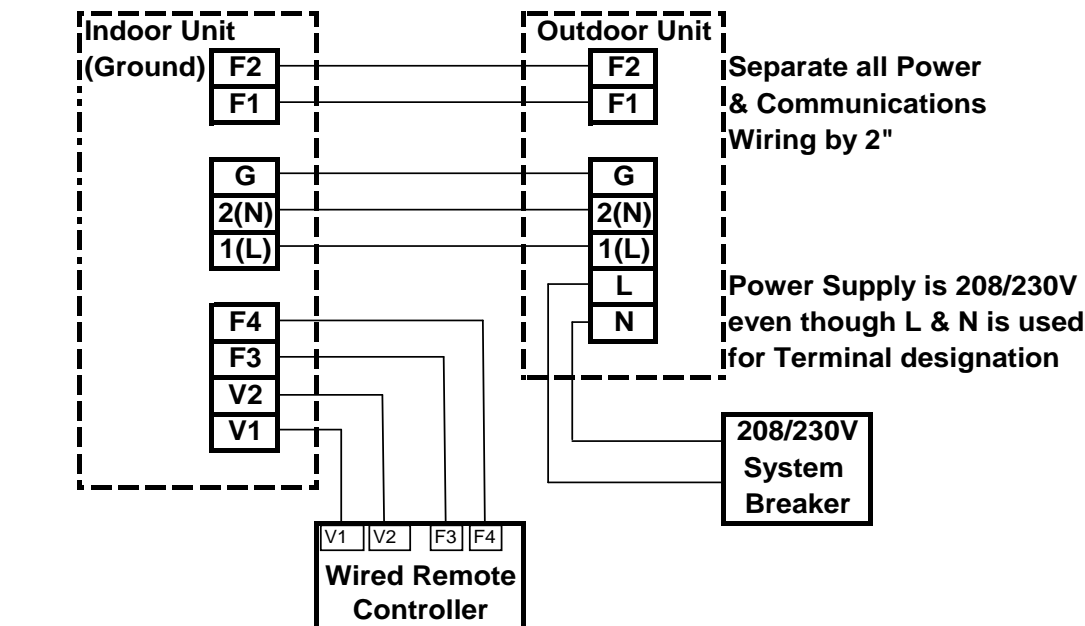 Indoor Unit
(Ground)
F2
F1
G
2(N)
1(L)
F4
F3
V2
V1
Outdoor Unit
F2
F1
G
2(N)
1(L)
L
N
Separate all Power
& Communications
Wiring by 2"
Power Supply is 208/230V
even though L & N is used
for Terminal designation
208/230V
System
Breaker
V1 V2 F3 F4
Wired Remote
Controller